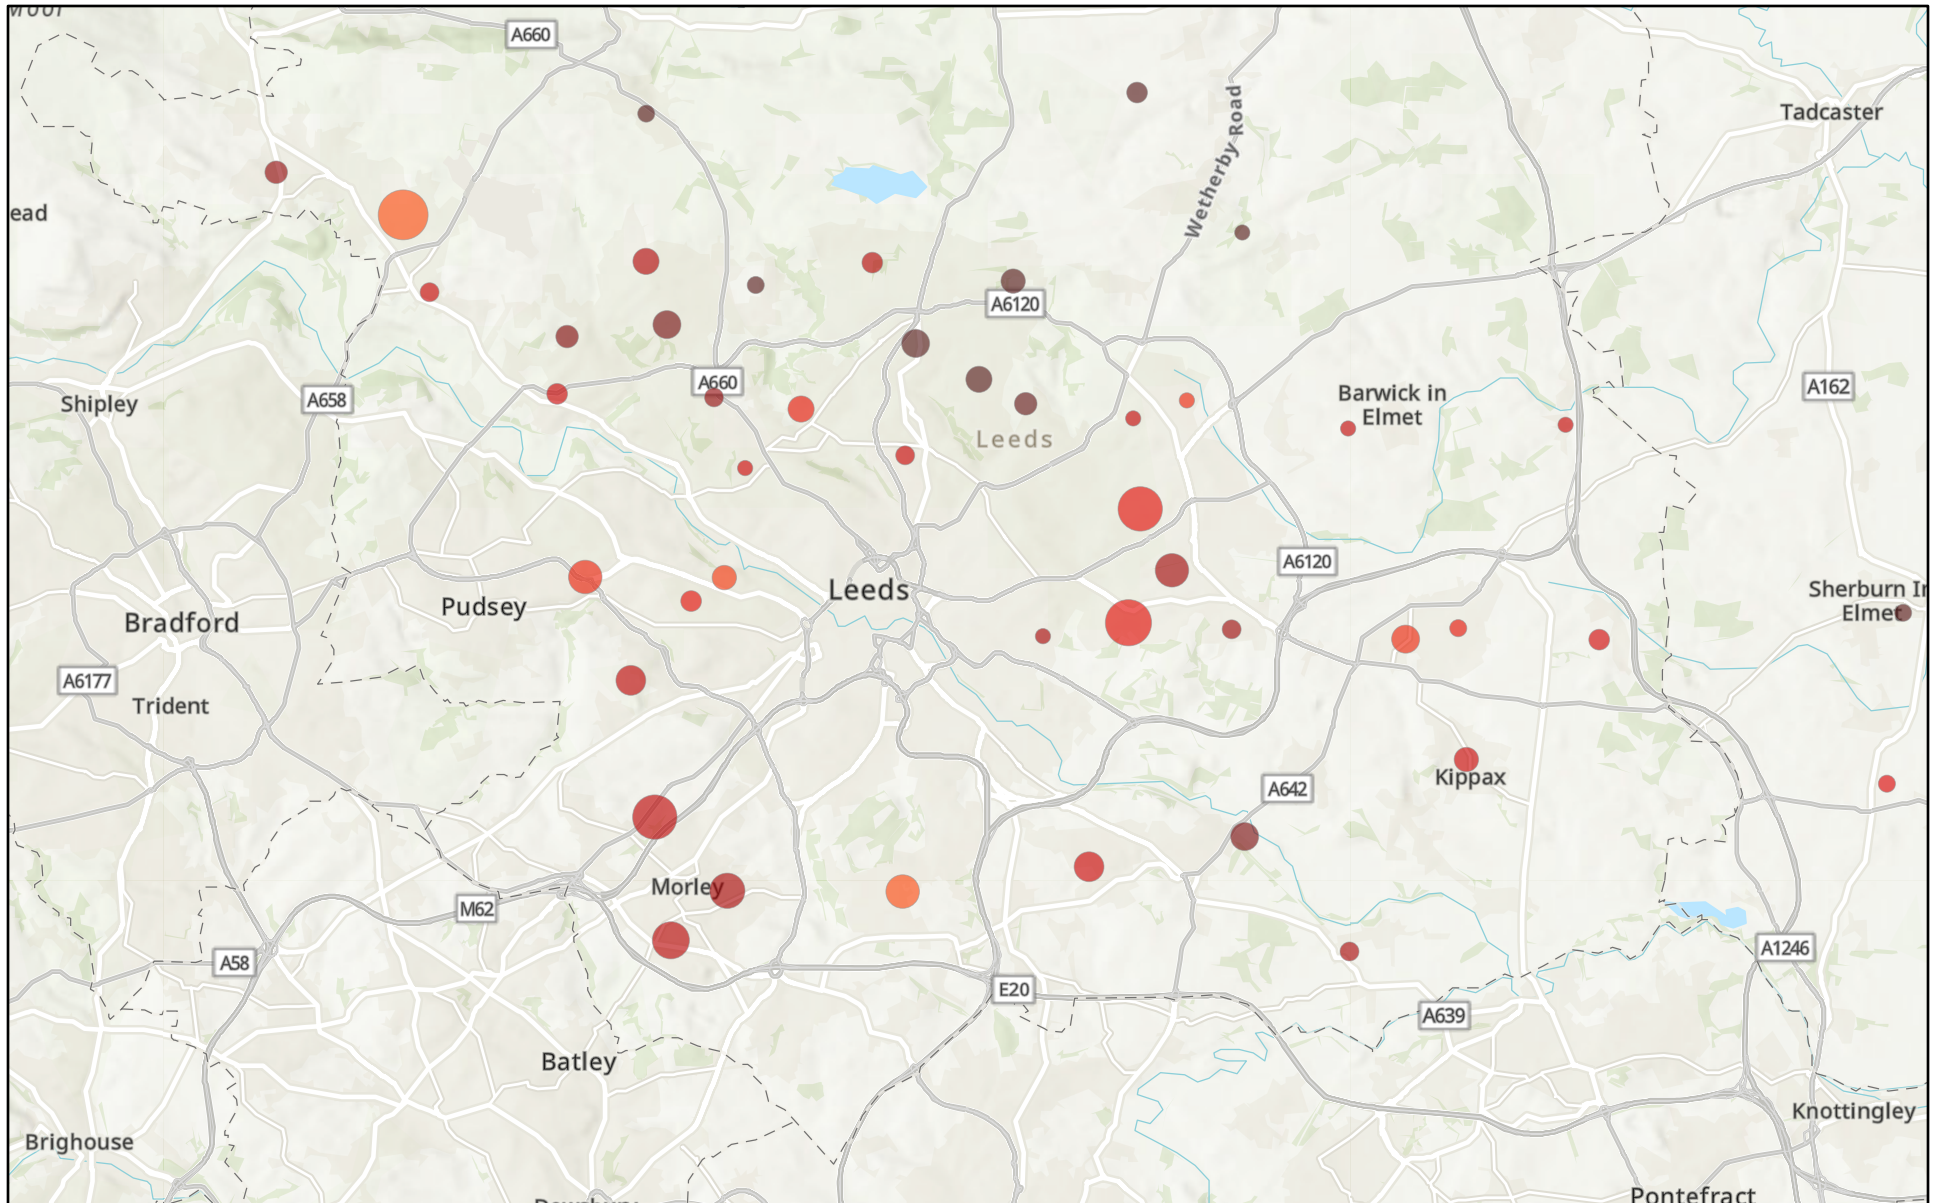 A660
Tadcaster
Wetherby Road
ead
A6120
A660
Barwick in
Elmet
A162
A658
Shipley
Leeds
A6120
Leeds
Sherburn In
Elmet
Pudsey
Bradford
A6177
Trident
Kippax
A642
Morley
M62
A58
A1246
E20
A639
Batley
Knottingley
Brighouse
Pontefract